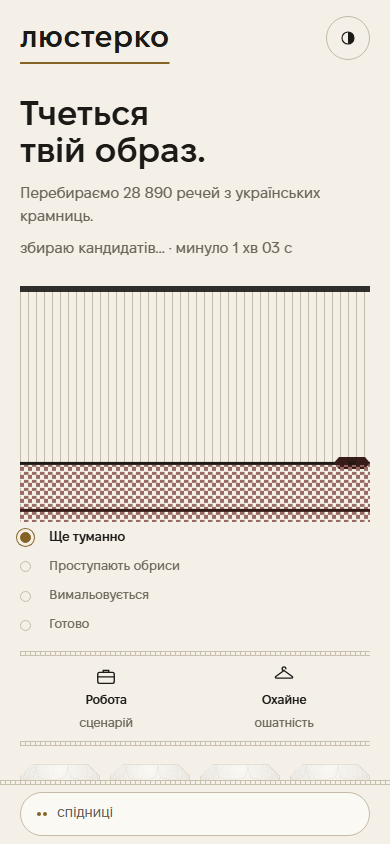 люстерко
Тчеться
твій образ.
Перебираємо 28 890 речей з українських
крамниць.
збираю кандидатів... · минуло 1 хв 03 с
Ще туманно
Проступають обриси
Вимальовується
Готово
Робота
Охайне
сценарій
ошатність
спідниці